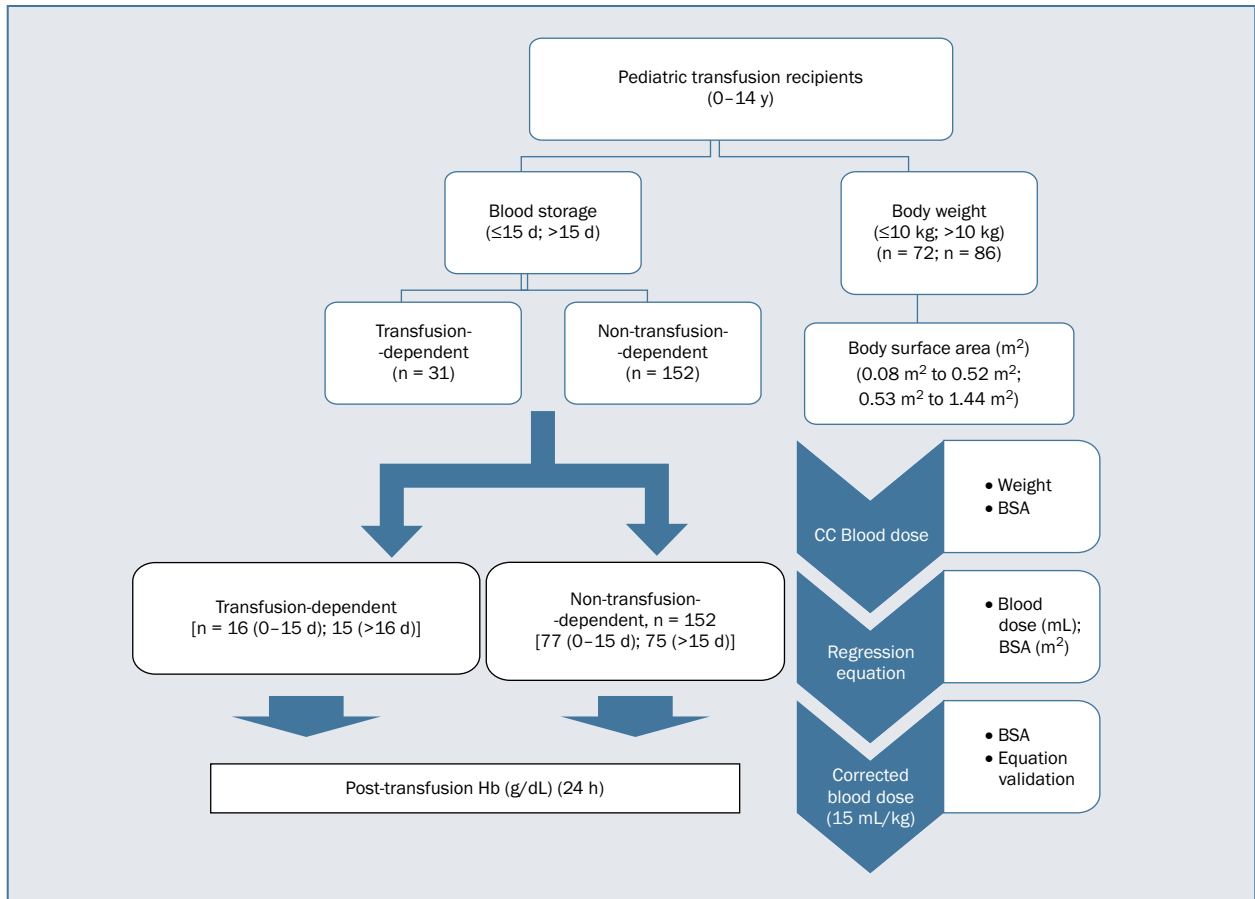 Pediatric transfusion recipients
(0–14 y)
Blood storage
(≤15 d; >15 d)
Body weight
(≤10 kg; >10 kg)
(n = 72; n = 86)
Transfusion-
-dependent
(n = 31)
Non-transfusion-
-dependent
(n = 152)
Body surface area (m²)
(0.08 m² to 0.52 m²;
0.53 m² to 1.44 m²)
Transfusion-dependent
[n = 16 (0–15 d); 15 (>16 d)]
Non-transfusion-
-dependent, n = 152
[77 (0–15 d); 75 (>15 d)]
Post-transfusion Hb (g/dL) (24 h)
CC Blood dose
• Weight
• BSA
Regression
equation
• Blood
dose (mL);
BSA (m²)
Corrected
blood dose
(15 mL/kg)
• BSA
• Equation
validation